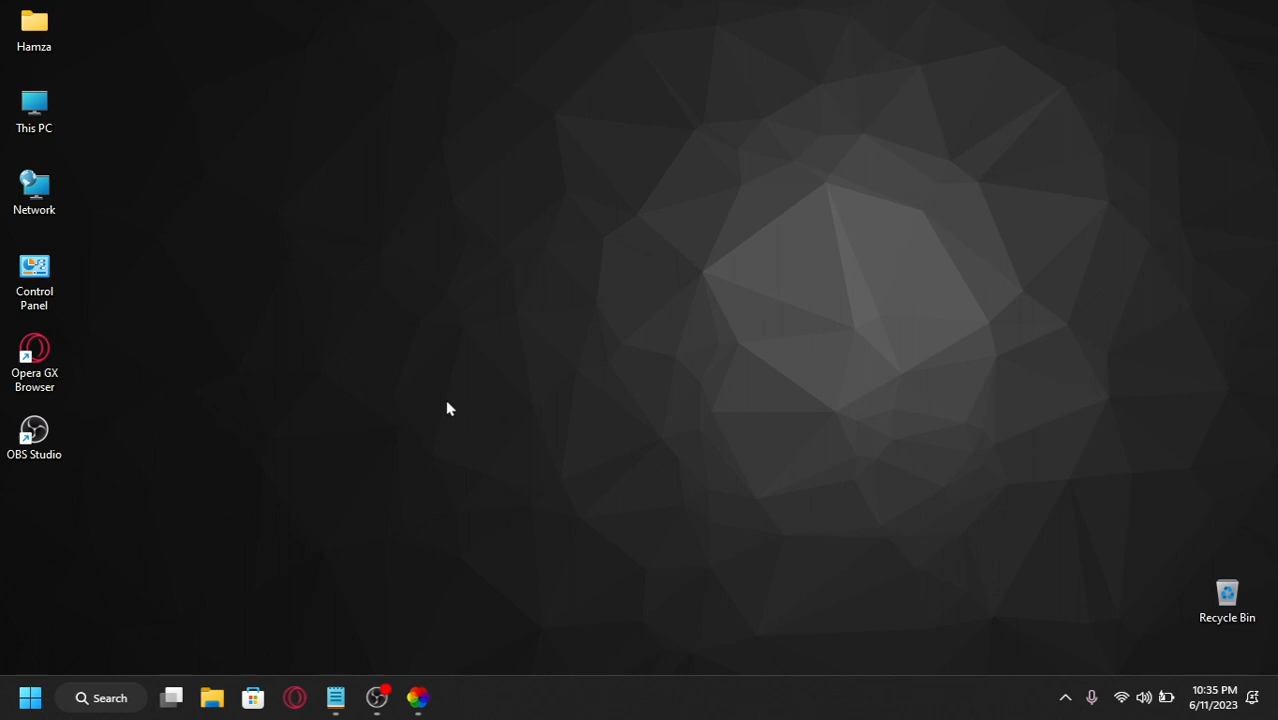 Hamza
This PC
Network
Control
Panel
Opera GX
Browser
OBS Studio
Recycle Bin
Search
10:35 PM
6/11/2023